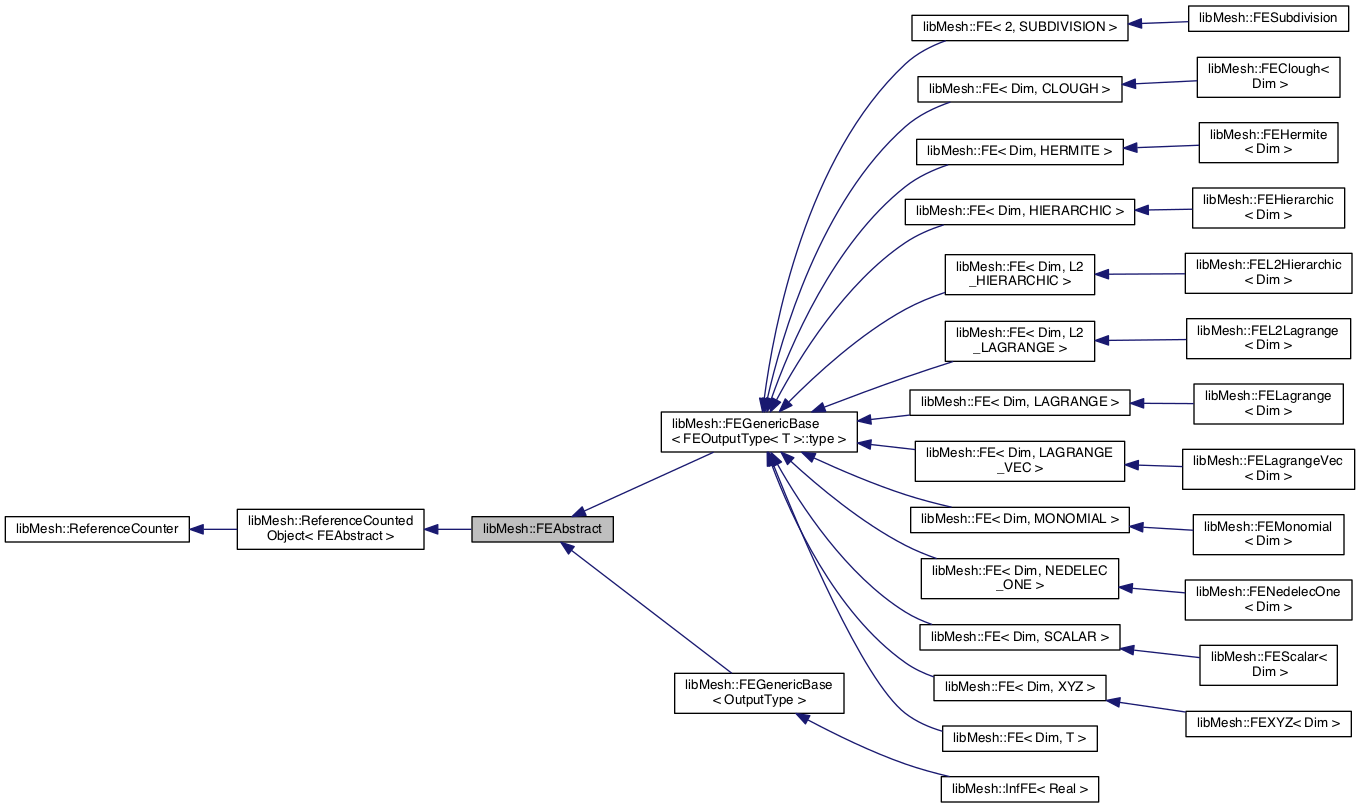 libMesh::ReferenceCounter
libMesh::ReferenceCounted
Object< FEAbstract >
libMesh::FEAbstract
libMesh::FEGenericBase
< FEOutputType< T >::type >
libMesh::FEGenericBase
< OutputType >
libMesh::FE< 2, SUBDIVISION >
libMesh::FE< Dim, CLOUGH >
libMesh::FE< Dim, HERMITE >
libMesh::FE< Dim, HIERARCHIC >
libMesh::FE< Dim, L2
_HIERARCHIC >
libMesh::FE< Dim, L2
_LAGRANGE >
libMesh::FE< Dim, LAGRANGE >
libMesh::FE< Dim, LAGRANGE
_VEC >
libMesh::FE< Dim, MONOMIAL >
libMesh::FE< Dim, NEDELEC
_ONE >
libMesh::FE< Dim, SCALAR >
libMesh::FE< Dim, XYZ >
libMesh::FE< Dim, T >
libMesh::InfFE< Real >
libMesh::FESubdivision
libMesh::FEClough<
Dim >
libMesh::FEHermite
< Dim >
libMesh::FEHierarchic
< Dim >
libMesh::FEL2Hierarchic
< Dim >
libMesh::FEL2Lagrange
< Dim >
libMesh::FELagrange
< Dim >
libMesh::FELagrangeVec
< Dim >
libMesh::FEMonomial
< Dim >
libMesh::FENedelecOne
< Dim >
libMesh::FEScalar<
Dim >
libMesh::FEXYZ< Dim >